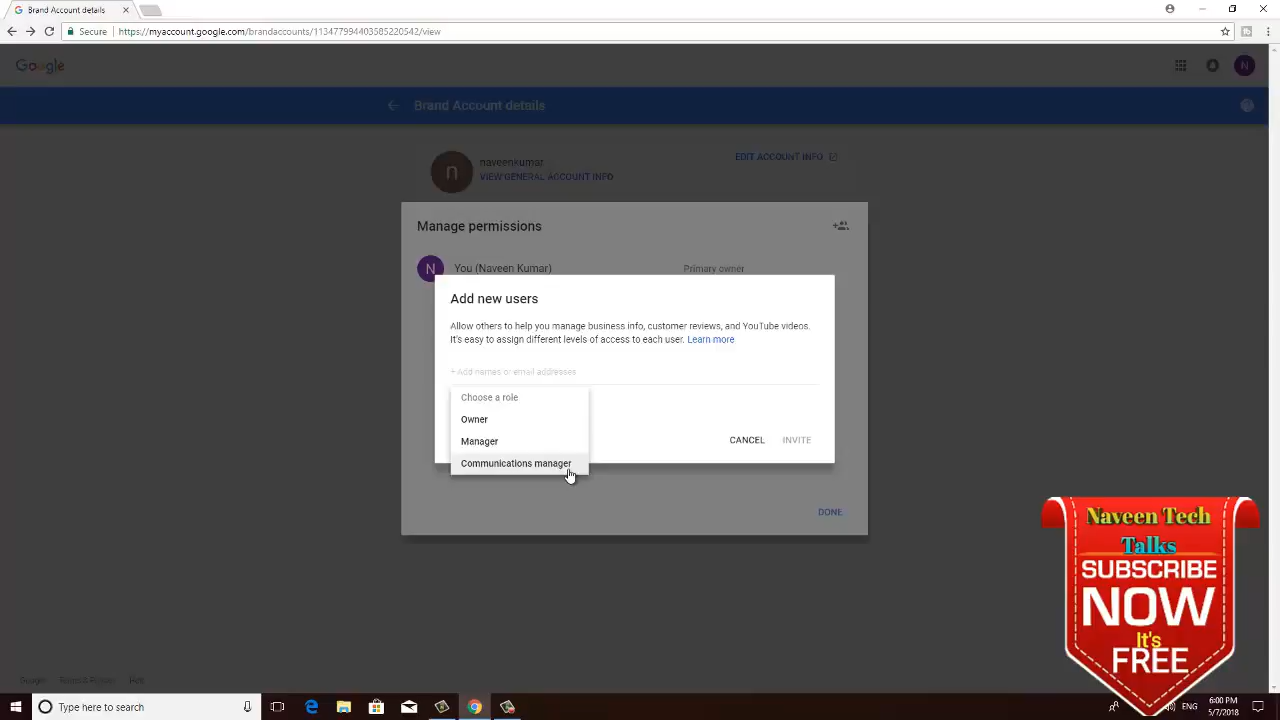 Brand Account details
Secure
https://myaccount.google.com/brandaccounts/113477994403585220542/view
Google
N
Brand Account details
n
naveenkumar
EDIT ACCOUNT INFO
VIEW GENERAL ACCOUNT INFO
Manage permissions
N
You (Naveen Kumar)
Primary owner
Add new users
Allow others to help you manage business info, customer reviews, and YouTube videos.
It's easy to assign different levels of access to each user. Learn more
+ Add names or email addresses
Choose a role
Owner
Manager
Communications manager
CANCEL
INVITE
DONE
Naveen Tech
Talks
SUBSCRIBE
NOW
It's
FREE
Google
Help
Type here to search
ENG
6:00 PM
5/7/2018